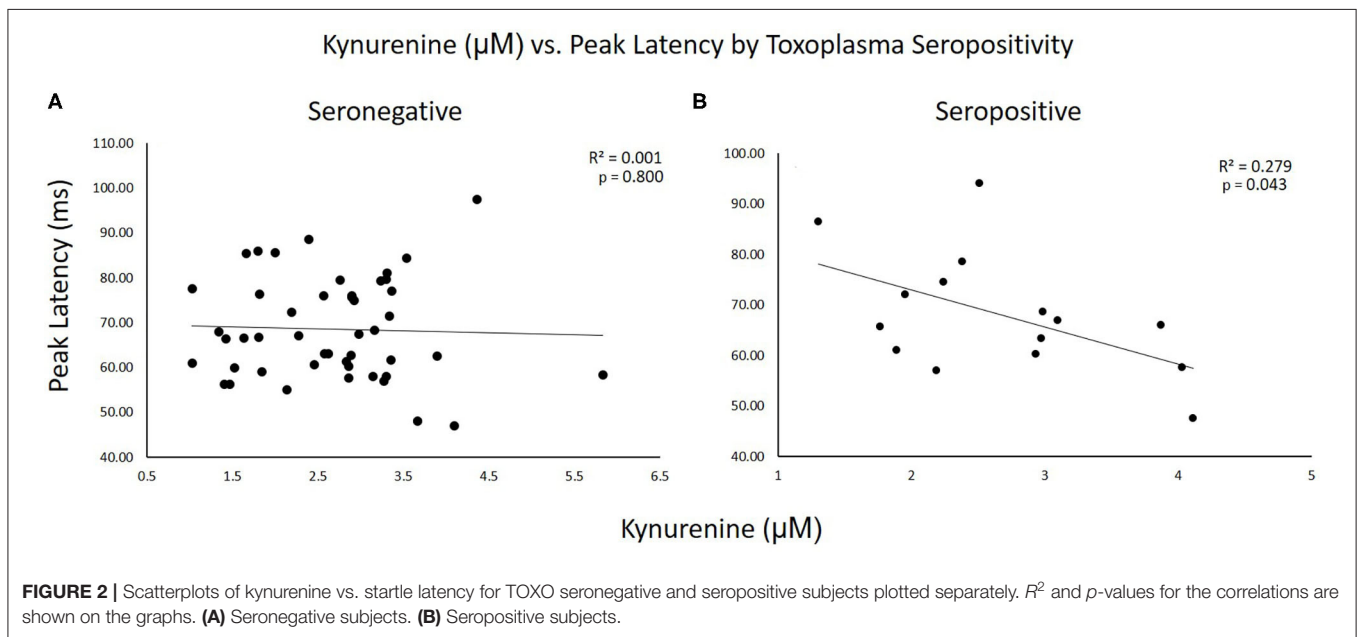 Kynurenine (µM) vs. Peak Latency by Toxoplasma Seropositivity
A
Seronegative
R² = 0.001
p = 0.800
Peak Latency (ms)
110.00
100.00
90.00
80.00
70.00
60.00
50.00
40.00
0.5 1.5 2.5 3.5 4.5 5.5 6.5
B
Seropositive
R² = 0.279
p = 0.043
100.00
90.00
80.00
70.00
60.00
50.00
40.00
1 2 3 4 5
Kynurenine (µM)
FIGURE 2 | Scatterplots of kynurenine vs. startle latency for TOXO seronegative and seropositive subjects plotted separately. R² and p-values for the correlations are
shown on the graphs. (A) Seronegative subjects. (B) Seropositive subjects.